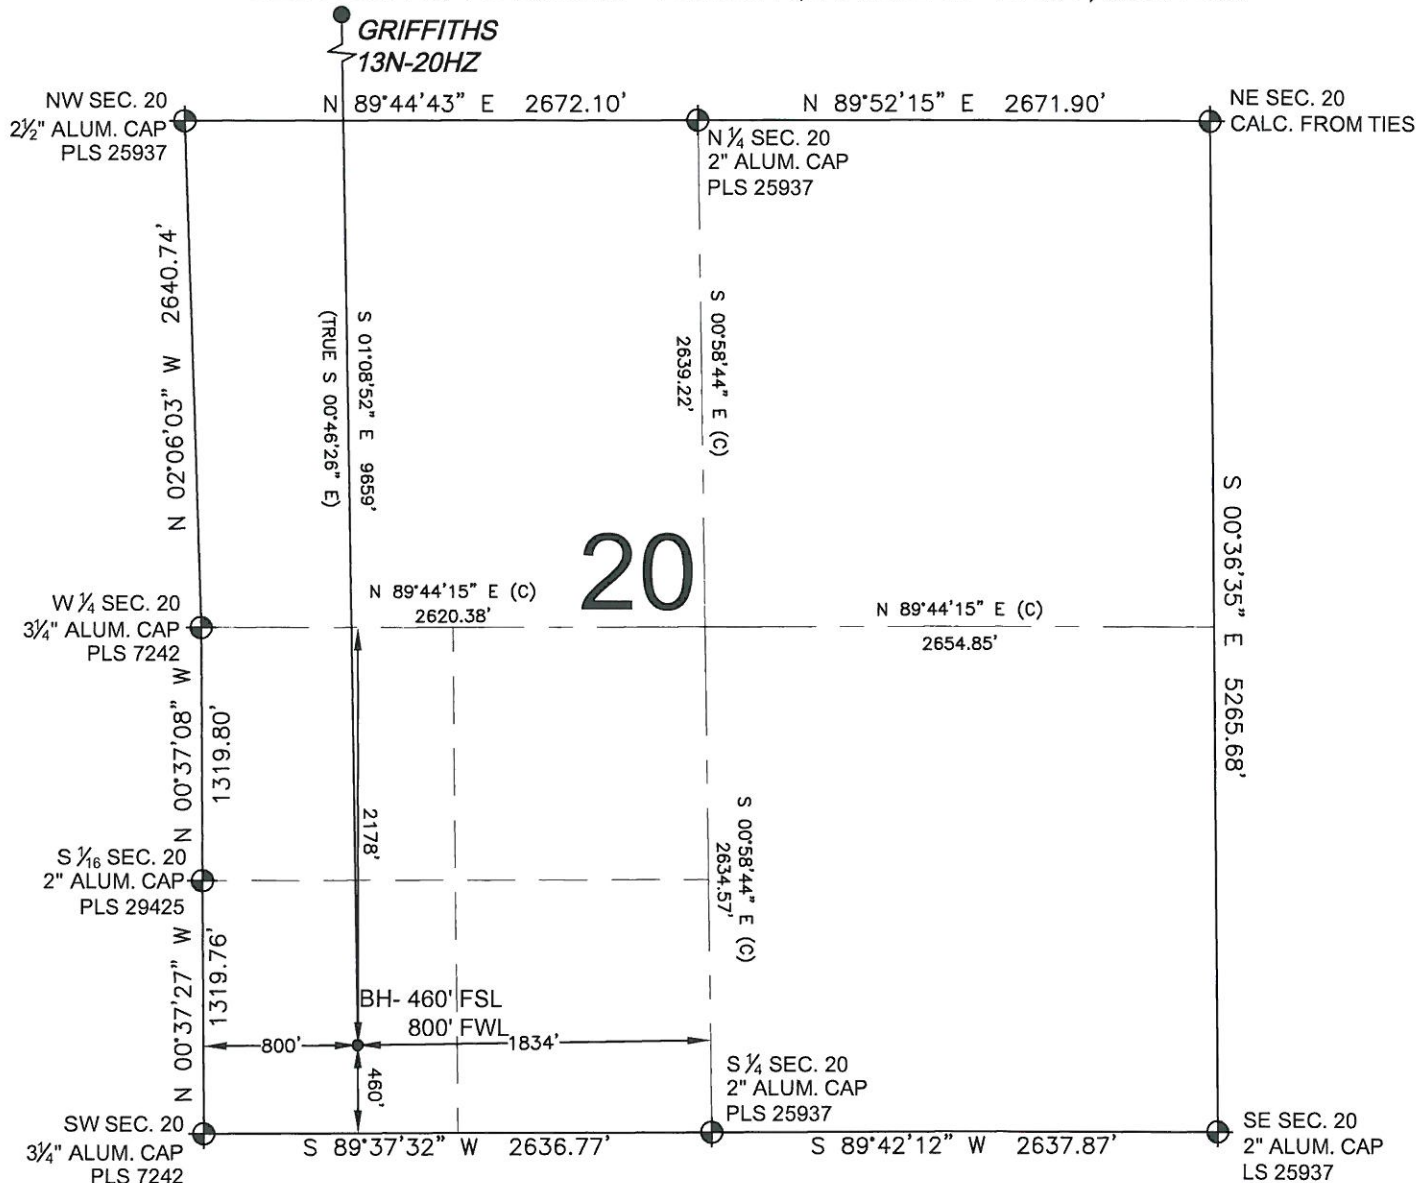 GRIFFITHS
13N-20HZ
NW SEC. 20
2½" ALUM. CAP
PLS 25937
N 89°44'43" E 2672.10'
N 89°52'15" E 2671.90'
NE SEC. 20
CALC. FROM TIES
N ¼ SEC. 20
2" ALUM. CAP
PLS 25937
N 02°06'03" W 2640.74'
S 01°08'52" E 9659'
(TRUE S 00°46'26" E)
S 00°58'44" E (C)
2639.22'
S 00°36'35" E 5265.68'
20
W ¼ SEC. 20
3¼" ALUM. CAP
PLS 7242
N 89°44'15" E (C)
2620.38'
N 89°44'15" E (C)
2654.85'
N 00°37'08" W
1319.80'
2178'
S 00°58'44" E (C)
2634.57'
S 1⁄16 SEC. 20
2" ALUM. CAP
PLS 29425
N 00°37'27" W
1319.76'
BH- 460' FSL
800' FWL
800'
1834'
460'
S ¼ SEC. 20
2" ALUM. CAP
PLS 25937
SW SEC. 20
3¼" ALUM. CAP
PLS 7242
S 89°37'32" W 2636.77'
S 89°42'12" W 2637.87'
SE SEC. 20
2" ALUM. CAP
LS 25937